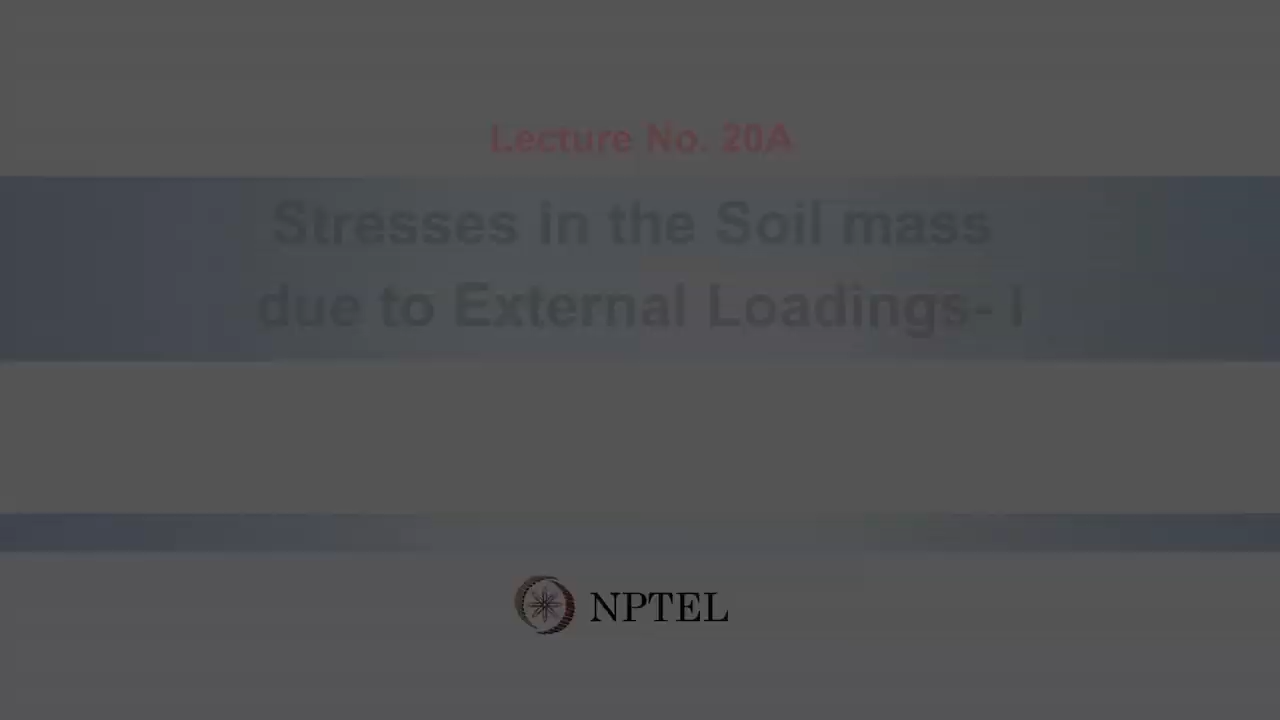 Lecture No. 20A
Stresses in the Soil mass
due to External Loadings- I
NPTEL